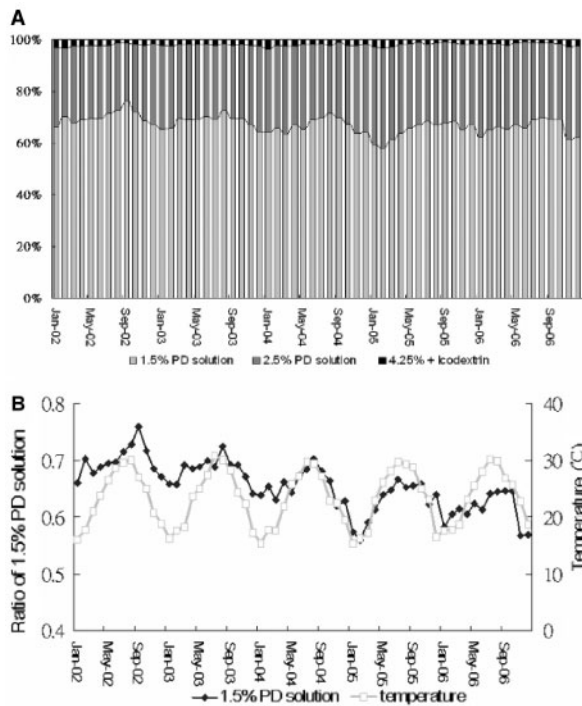 A
100%
80%
60%
40%
20%
0%
Jan-02
May-02
Sep-02
Jan-03
May-03
Sep-03
Jan-04
May-04
Sep-04
Jan-05
May-05
Sep-05
Jan-06
May-06
Sep-06
1.5% PD solution 2.5% PD solution 4.25% + Icodextrin
B
Ratio of 1.5% PD solution
0.8
0.7
0.6
0.5
0.4
40
30
20
10
0
Temperature (°C)
Jan-02
May-02
Sep-02
Jan-03
May-03
Sep-03
Jan-04
May-04
Sep-04
Jan-05
May-05
Sep-05
Jan-06
May-06
Sep-06
1.5% PD solution temperature